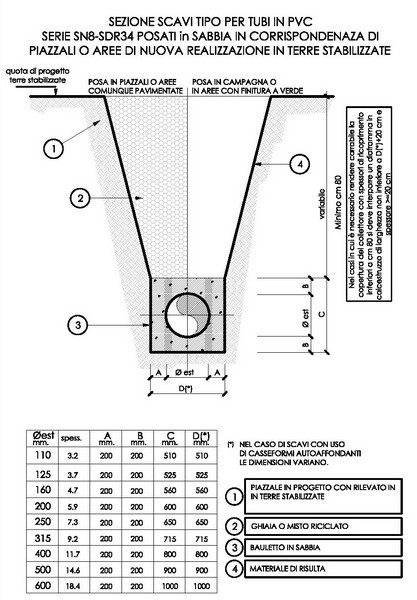 SEZIONE SCAVI TIPO PER TUBI IN PVC
SERIE SN8-SDR34 POSATI in SABBIA IN CORRISPONDENZA DI
PIAZZALI O AREE DI NUOVA REALIZZAZIONE IN TERRE STABILIZZATE
quota di progetto
terre stabilizzate
POSA IN PIAZZALI O AREE
COMUNQUE PAVIMENTATE
POSA IN CAMPAGNA O
IN AREE CON FINITURA A VERDE
1
2
3
4
variabile
Minimo cm 80
Nei casi in cui è necessario rendere carrabile la
copertura del collettore con spessori di ricoprimento
inferiori a cm 80 si deve interporre un diaframma in
calcestruzzo di larghezza non inferiore a D(*)+20 cm e
spessore >=20 cm
B
Ø est
B
C
A
Ø est
A
D(*)
Øest mm. spess. A mm. B mm. C mm. D(*) mm.
110 3.2 200 200 510 510
125 3.7 200 200 525 525
160 4.7 200 200 560 560
200 5.9 200 200 600 600
250 7.3 200 200 650 650
315 9.2 200 200 715 715
400 11.7 200 200 800 800
500 14.6 200 200 900 900
600 18.4 200 200 1000 1000
(*) NEL CASO DI SCAVI CON USO
DI CASSEFORMI AUTOAFFONDANTI
LE DIMENSIONI VARIANO.
1 PIAZZALE IN PROGETTO CON RILEVATO IN
IN TERRE STABILIZZATE
2 GHIAIA O MISTO RICICLATO
3 BAULETTO IN SABBIA
4 MATERIALE DI RISULTA